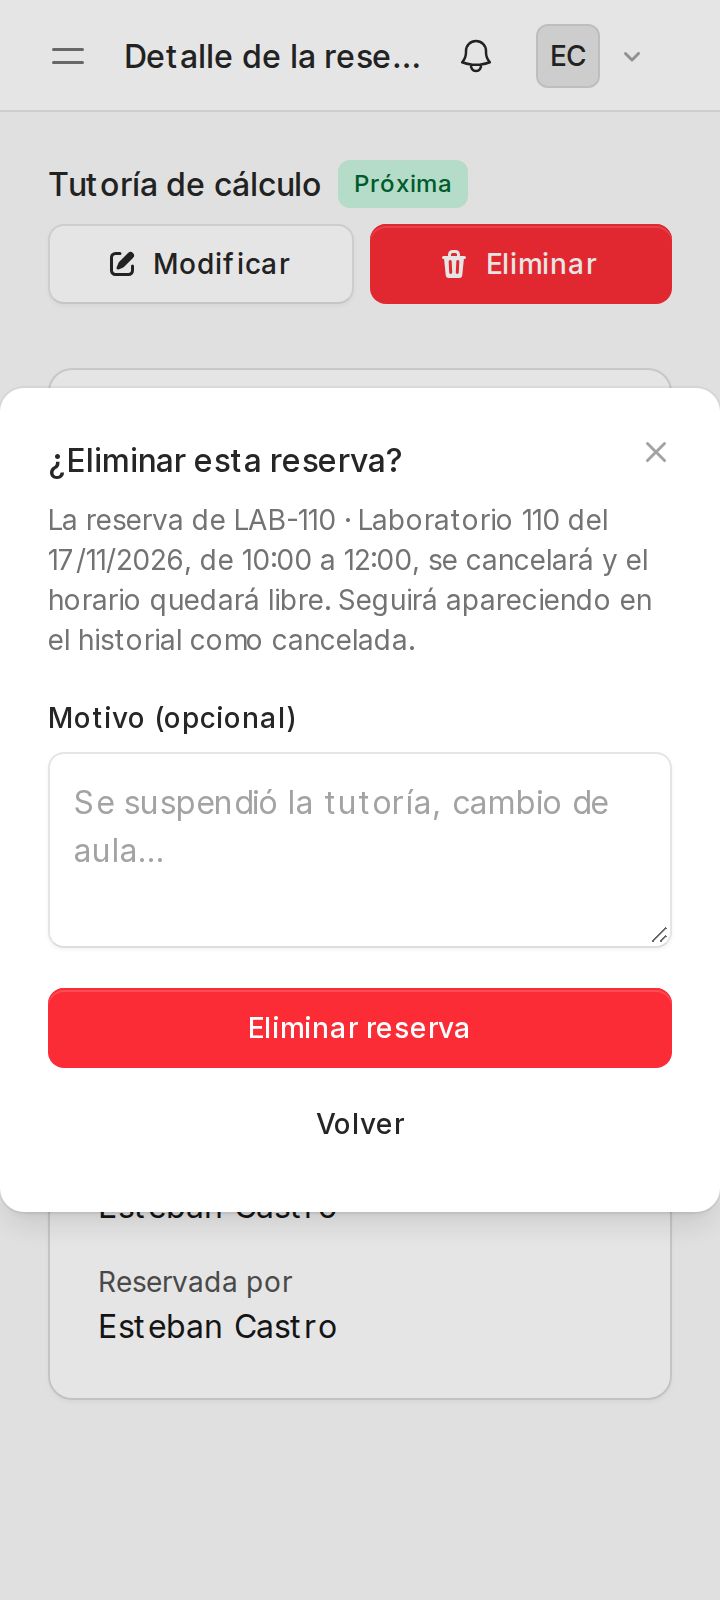 Detalle de la rese...
EC
Tutoría de cálculo
Próxima
Modificar
Eliminar
¿Eliminar esta reserva?
La reserva de LAB-110 · Laboratorio 110 del
17/11/2026, de 10:00 a 12:00, se cancelará y el
horario quedará libre. Seguirá apareciendo en
el historial como cancelada.
Motivo (opcional)
Se suspendió la tutoría, cambio de
aula...
Eliminar reserva
Volver
Esteban Castro
Reservada por
Esteban Castro